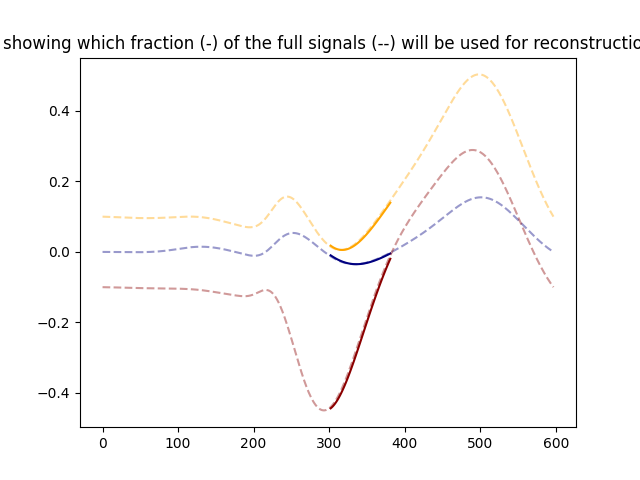 showing which fraction (-) of the full signals (--) will be used for reconstructio
0.4
0.2
0.0
−0.2
−0.4
0 100 200 300 400 500 600